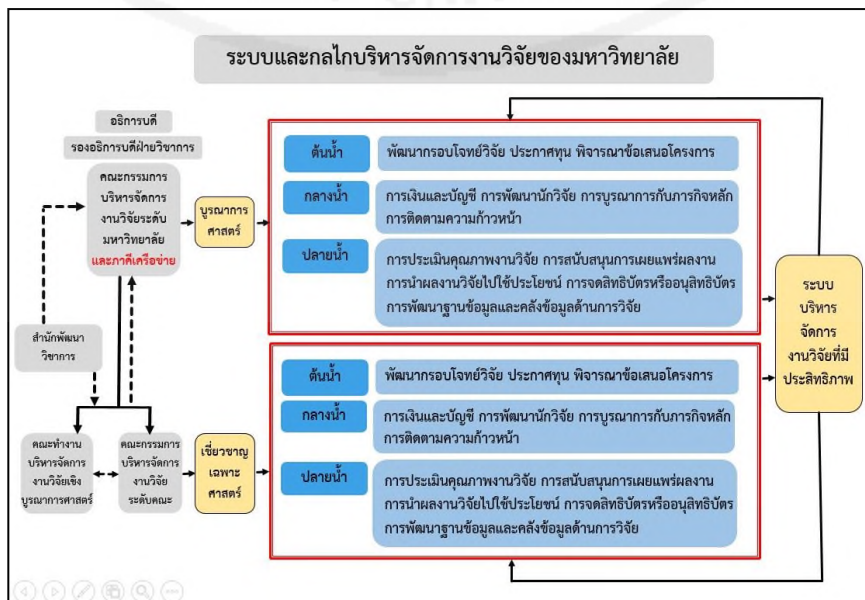 ระบบและกลไกบริหารจัดการงานวิจัยของมหาวิทยาลัย
อธิการบดี
รองอธิการบดีฝ่ายวิชาการ
คณะกรรมการ
บริหารจัดการ
งานวิจัยระดับ
มหาวิทยาลัย
และภาคีเครือข่าย
บูรณาการ
ศาสตร์
ต้นน้ำ
พัฒนากรอบโจทย์วิจัย ประกาศทุน พิจารณาข้อเสนอโครงการ
กลางน้ำ
การเงินและบัญชี การพัฒนานักวิจัย การบูรณาการกับภารกิจหลัก
การติดตามความก้าวหน้า
ปลายน้ำ
การประเมินคุณภาพงานวิจัย การสนับสนุนการเผยแพร่ผลงาน
การนำผลงานวิจัยไปใช้ประโยชน์ การจดสิทธิบัตรหรืออนุสิทธิบัตร
การพัฒนาฐานข้อมูลและคลังข้อมูลด้านการวิจัย
ระบบ
บริหาร
จัดการ
งานวิจัยที่มี
ประสิทธิภาพ
สำนักพัฒนา
วิชาการ
คณะทำงาน
บริหารจัดการ
งานวิจัยเชิง
บูรณาการศาสตร์
คณะกรรมการ
บริหารจัดการ
งานวิจัย
ระดับคณะ
เชี่ยวชาญ
เฉพาะ
ศาสตร์
ต้นน้ำ
พัฒนากรอบโจทย์วิจัย ประกาศทุน พิจารณาข้อเสนอโครงการ
กลางน้ำ
การเงินและบัญชี การพัฒนานักวิจัย การบูรณาการกับภารกิจหลัก
การติดตามความก้าวหน้า
ปลายน้ำ
การประเมินคุณภาพงานวิจัย การสนับสนุนการเผยแพร่ผลงาน
การนำผลงานวิจัยไปใช้ประโยชน์ การจดสิทธิบัตรหรืออนุสิทธิบัตร
การพัฒนาฐานข้อมูลและคลังข้อมูลด้านการวิจัย